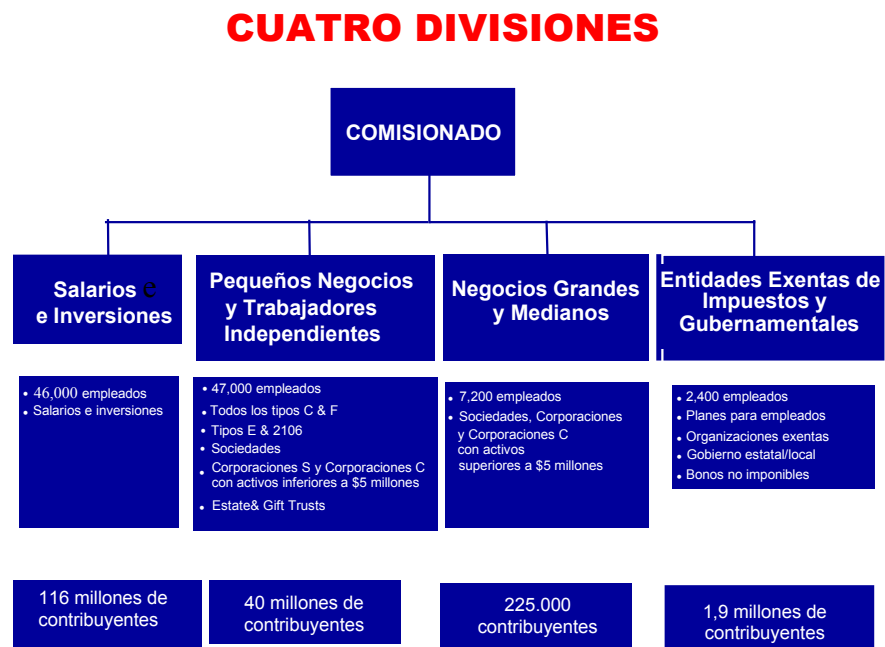 CUATRO DIVISIONES
COMISIONADO
Salarios e
e Inversiones
Pequeños Negocios
y Trabajadores
Independientes
Negocios Grandes
y Medianos
Entidades Exentas de
Impuestos y
Gubernamentales
• 46,000 empleados
• Salarios e inversiones
• 47,000 empleados
• Todos los tipos C & F
• Tipos E & 2106
• Sociedades
• Corporaciones S y Corporaciones C
con activos inferiores a $5 millones
• Estate& Gift Trusts
• 7,200 empleados
• Sociedades, Corporaciones
y Corporaciones C
con activos
superiores a $5 millones
• 2,400 empleados
• Planes para empleados
• Organizaciones exentas
• Gobierno estatal/local
• Bonos no imponibles
116 millones de
contribuyentes
40 millones de
contribuyentes
225.000
contribuyentes
1,9 millones de
contribuyentes